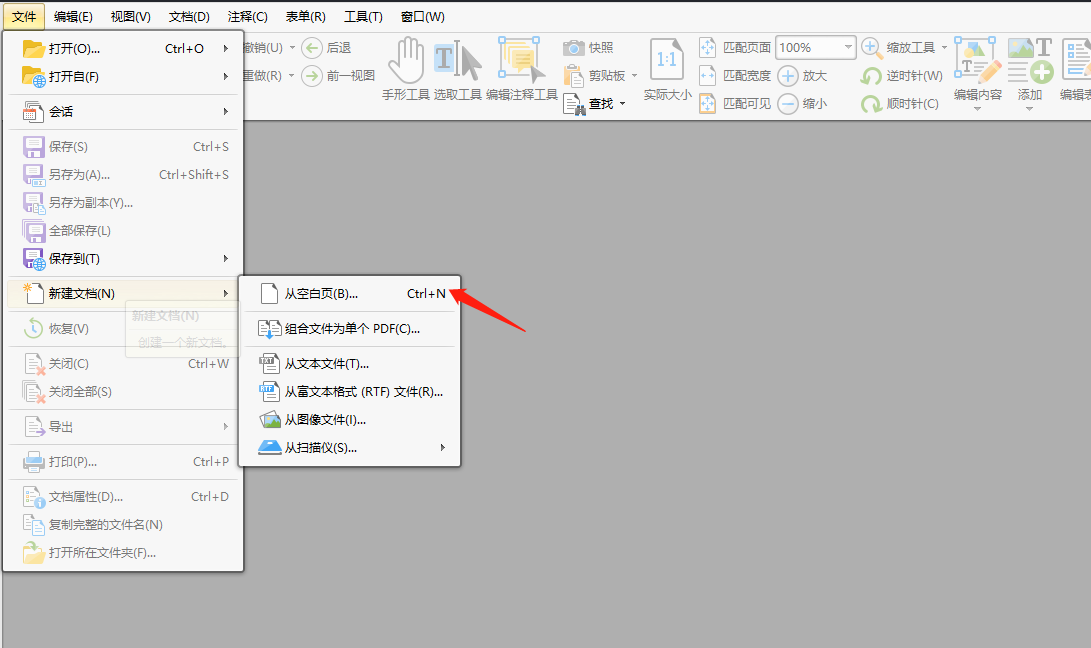 文件 编辑(E) 视图(V) 文档(D) 注释(C) 表单(R) 工具(T) 窗口(W)
打开(O)... Ctrl+O
打开自(F)
会话
保存(S) Ctrl+S
另存为(A)... Ctrl+Shift+S
另存为副本(Y)...
全部保存(L)
保存到(T)
新建文档(N)
恢复(V)
关闭(C) Ctrl+W
关闭全部(S)
导出
打印(P)... Ctrl+P
文档属性(D)... Ctrl+D
复制完整的文件名(N)
打开所在文件夹(F)...
新建文档(N)
创建一个新文档。
从空白页(B)... Ctrl+N
组合文件为单个 PDF(C)...
TXT
从文本文件(T)...
RTF
从富文本格式 (RTF) 文件(R)...
从图像文件(I)...
从扫描仪(S)...
撤销(U) 后退
重做(R) 前一视图
手形工具 选取工具 编辑注释工具
快照
剪贴板
查找
1:1
实际大小
匹配页面 100% 缩放工具
匹配宽度 放大 逆时针(W)
匹配可见 缩小 顺时针(C)
编辑内容 添加 编辑表